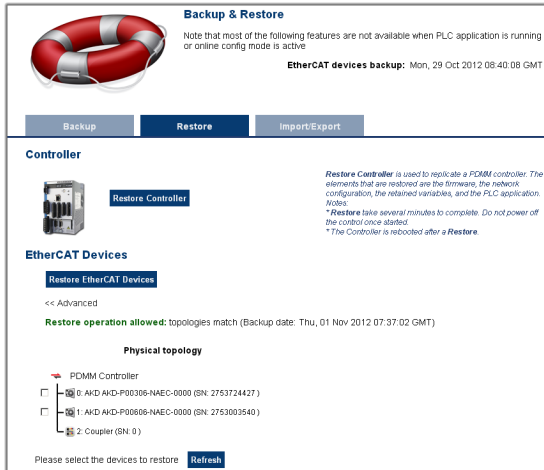 Backup & Restore
Note that most of the following features are not available when PLC application is running
or online config mode is active
EtherCAT devices backup: Mon, 29 Oct 2012 08:40:08 GMT
Backup Restore Import/Export
Controller
Restore Controller
Restore Controller is used to replicate a PDMM controller. The
elements that are restored are the firmware, the network
configuration, the retained variables, and the PLC application.
Notes:
* Restore take several minutes to complete. Do not power off
the control once started.
* The Controller is rebooted after a Restore.
EtherCAT Devices
Restore EtherCAT Devices
<< Advanced
Restore operation allowed: topologies match (Backup date: Thu, 01 Nov 2012 07:37:02 GMT)
Physical topology
PDMM Controller
0: AKD AKD-P00306-NAEC-0000 (SN: 2753724427 )
1: AKD AKD-P00606-NAEC-0000 (SN: 2753003540 )
2: Coupler (SN: 0 )
Please select the devices to restore Refresh